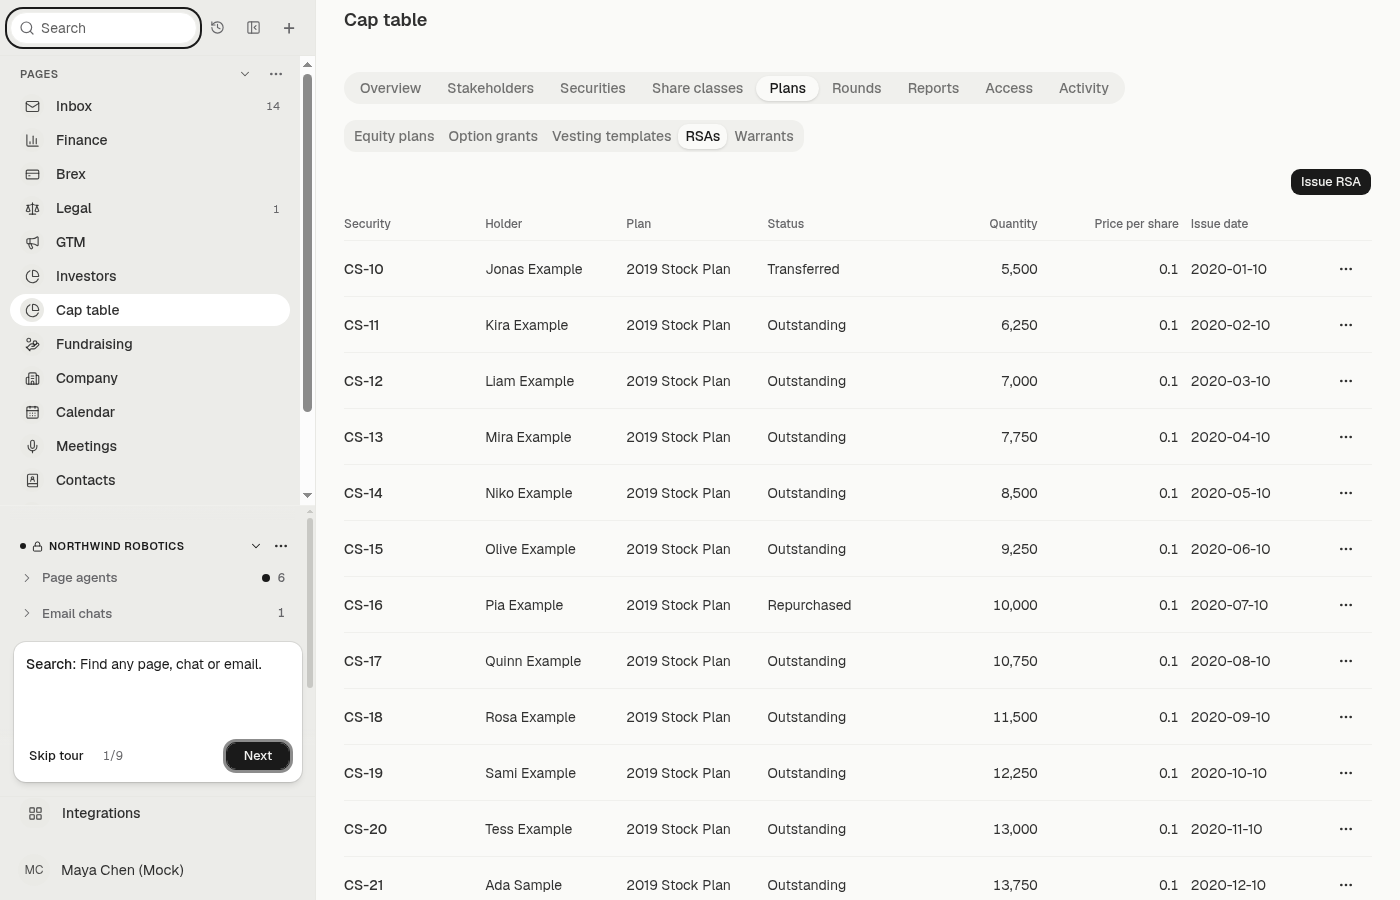 Search
PAGES
Inbox 14
Finance
Brex
Legal 1
GTM
Investors
Cap table
Fundraising
Company
Calendar
Meetings
Contacts
NORTHWIND ROBOTICS
Page agents 6
Email chats 1
Search: Find any page, chat or email.
Skip tour 1/9 Next
Integrations
MC Maya Chen (Mock)
Cap table
Overview Stakeholders Securities Share classes Plans Rounds Reports Access Activity
Equity plans Option grants Vesting templates RSAs Warrants
Issue RSA
Security Holder Plan Status Quantity Price per share Issue date
CS-10 Jonas Example 2019 Stock Plan Transferred 5,500 0.1 2020-01-10
CS-11 Kira Example 2019 Stock Plan Outstanding 6,250 0.1 2020-02-10
CS-12 Liam Example 2019 Stock Plan Outstanding 7,000 0.1 2020-03-10
CS-13 Mira Example 2019 Stock Plan Outstanding 7,750 0.1 2020-04-10
CS-14 Niko Example 2019 Stock Plan Outstanding 8,500 0.1 2020-05-10
CS-15 Olive Example 2019 Stock Plan Outstanding 9,250 0.1 2020-06-10
CS-16 Pia Example 2019 Stock Plan Repurchased 10,000 0.1 2020-07-10
CS-17 Quinn Example 2019 Stock Plan Outstanding 10,750 0.1 2020-08-10
CS-18 Rosa Example 2019 Stock Plan Outstanding 11,500 0.1 2020-09-10
CS-19 Sami Example 2019 Stock Plan Outstanding 12,250 0.1 2020-10-10
CS-20 Tess Example 2019 Stock Plan Outstanding 13,000 0.1 2020-11-10
CS-21 Ada Sample 2019 Stock Plan Outstanding 13,750 0.1 2020-12-10